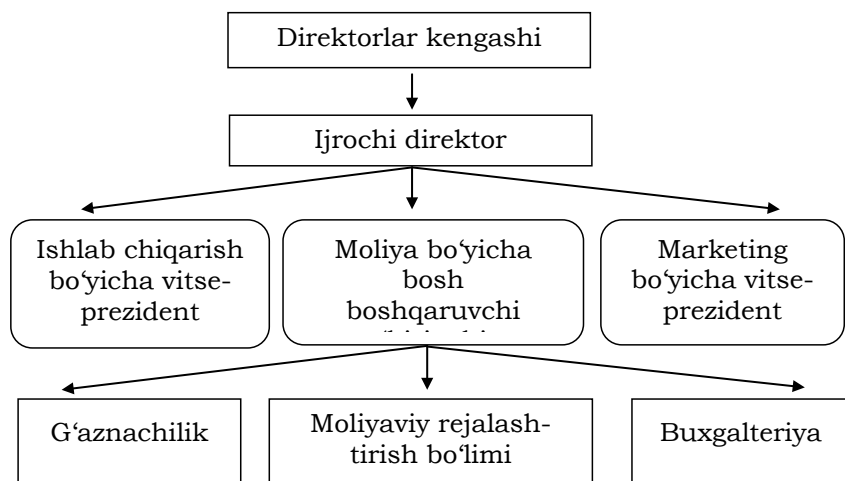 Direktorlar kengashi
Ijrochi direktor
Ishlab chiqarish
bo‘yicha vitse-
prezident
Moliya bo‘yicha
bosh
boshqaruvchi
Marketing
bo‘yicha vitse-
prezident
G‘aznachilik
Moliyaviy rejalash-
tirish bo‘limi
Buxgalteriya